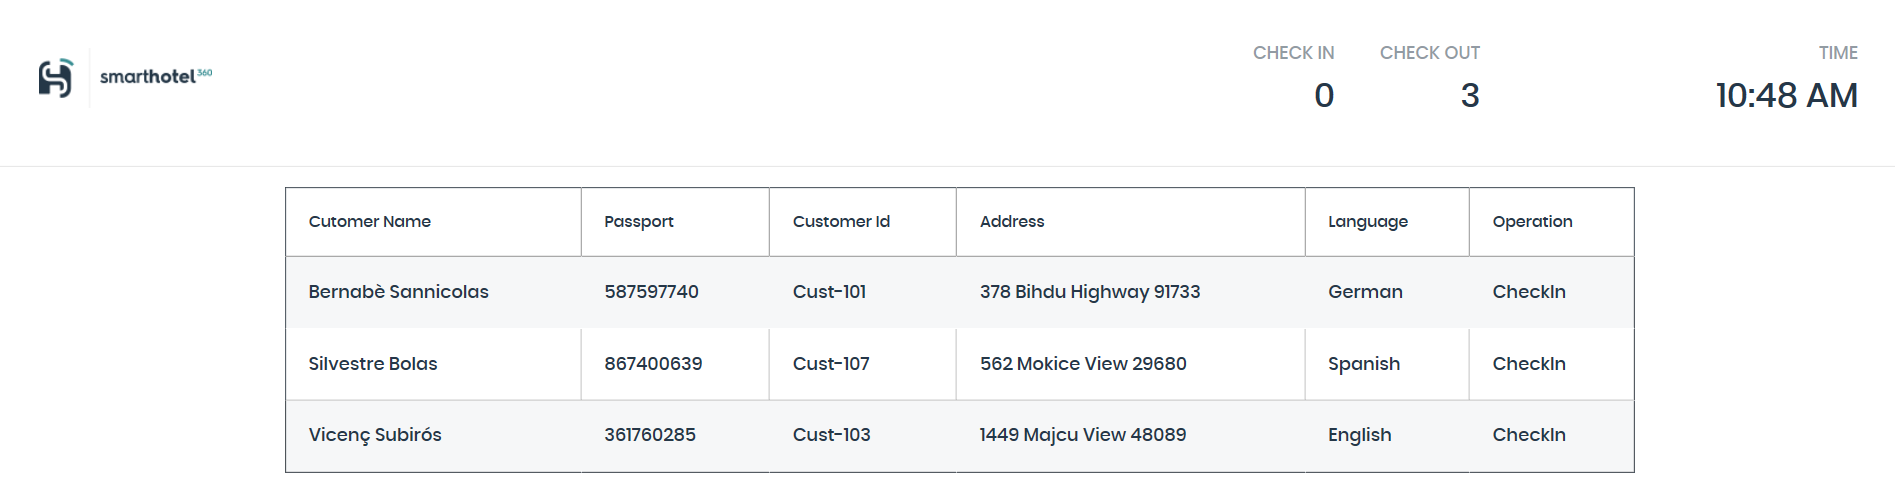 smarthotel360
CHECK IN
0
CHECK OUT
3
TIME
10:48 AM
Cutomer Name Passport Customer Id Address Language Operation
Bernabè Sannicolas 587597740 Cust-101 378 Bihdu Highway 91733 German CheckIn
Silvestre Bolas 867400639 Cust-107 562 Mokice View 29680 Spanish CheckIn
Vicenç Subirós 361760285 Cust-103 1449 Majcu View 48089 English CheckIn